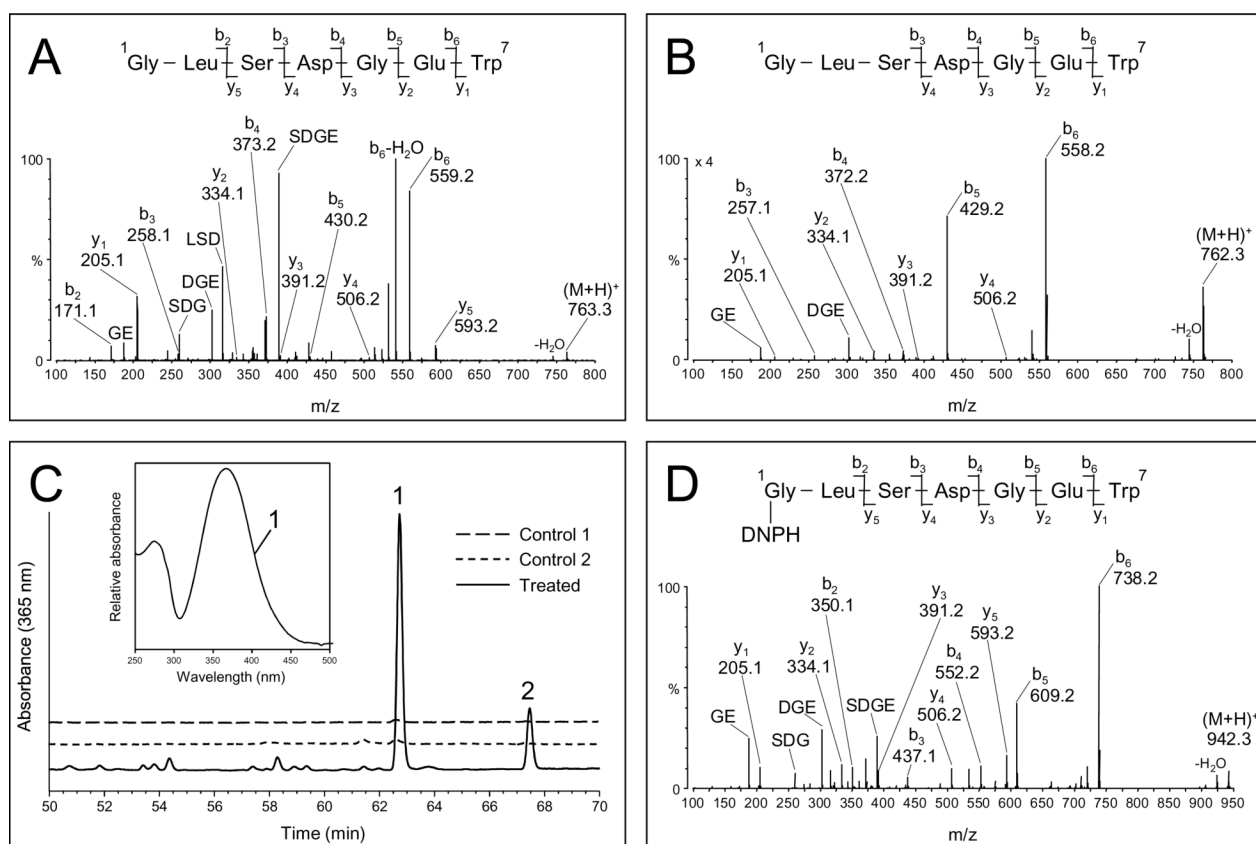 A
b2 b3 b4 b5 b6
1Gly – Leu Ser Asp Gly Glu Trp7
y5 y4 y3 y2 y1
b4
373.2
SDGE
b6-H2O
b6
559.2
y2
334.1
b5
430.2
b3
258.1
LSD
y1
205.1
DGE
SDG
y3
391.2
y4
506.2
(M+H)+
763.3
b2
171.1
GE
y5
593.2
-H2O
100
%
0
100 150 200 250 300 350 400 450 500 550 600 650 700 750 800
m/z
B
b3 b4 b5 b6
1Gly – Leu – Ser Asp Gly Glu Trp7
y4 y3 y2 y1
100
x 4
b6
558.2
b4
372.2
b5
429.2
b3
257.1
y2
334.1
(M+H)+
762.3
y1
205.1
y3
391.2
y4
506.2
GE
DGE
-H2O
%
0
100 150 200 250 300 350 400 450 500 550 600 650 700 750 800
m/z
C
Relative absorbance
1
250 300 350 400 450 500
Wavelength (nm)
1
2
Control 1
Control 2
Treated
Absorbance (365 nm)
50 52 54 56 58 60 62 64 66 68 70
Time (min)
D
b2 b3 b4 b5 b6
1Gly – Leu Ser Asp Gly Glu Trp7
y5 y4 y3 y2 y1
DNPH
b6
738.2
b2
350.1
y3
391.2
y5
593.2
y1
205.1
y2
334.1
b4
552.2
b5
609.2
GE
DGE
SDGE
y4
506.2
SDG
b3
437.1
(M+H)+
942.3
-H2O
100
%
0
100 150 200 250 300 350 400 450 500 550 600 650 700 750 800 850 900 950
m/z